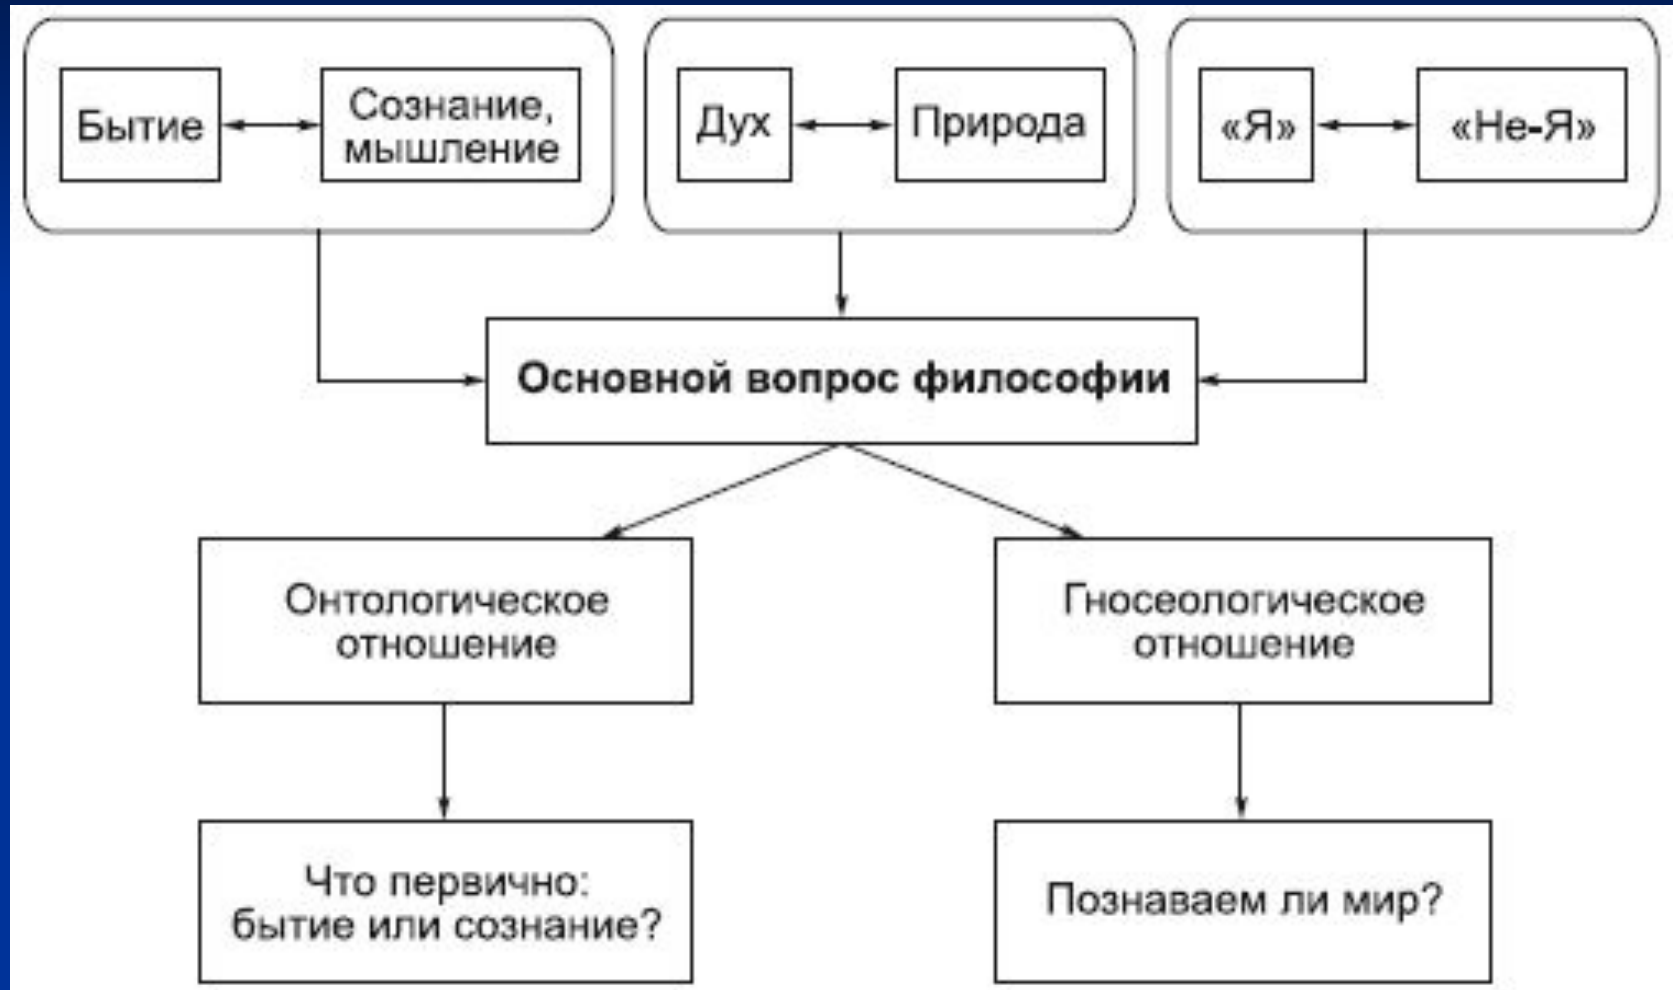 Бытие
Сознание,
мышление
Дух
Природа
«Я»
«Не-Я»
Основной вопрос философии
Онтологическое
отношение
Гносеологическое
отношение
Что первично:
бытие или сознание?
Познаваем ли мир?